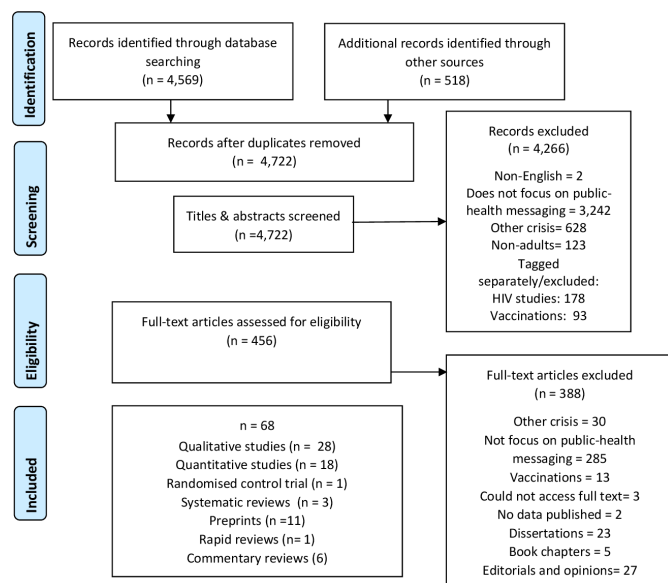 Identification
Records identified through database
searching
(n = 4,569)
Additional records identified through
other sources
(n = 518)
Records after duplicates removed
(n = 4,722)
Screening
Titles & abstracts screened
(n =4,722)
Records excluded
(n = 4,266)
Non-English = 2
Does not focus on public-
health messaging = 3,242
Other crisis= 628
Non-adults= 123
Tagged
separately/excluded:
HIV studies: 178
Vaccinations: 93
Eligibility
Full-text articles assessed for eligibility
(n = 456)
Full-text articles excluded
(n = 388)
Other crisis = 30
Not focus on public-health
messaging = 285
Vaccinations = 13
Could not access full text= 3
No data published = 2
Dissertations = 23
Book chapters = 5
Editorials and opinions= 27
Included
n = 68
Qualitative studies (n = 28)
Quantitative studies (n = 18)
Randomised control trial (n = 1)
Systematic reviews (n = 3)
Preprints (n =11)
Rapid reviews (n= 1)
Commentary reviews (6)